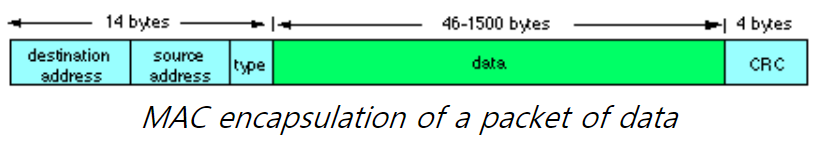 14 bytes 46-1500 bytes 4 bytes
destination address source address type data CRC
MAC encapsulation of a packet of data